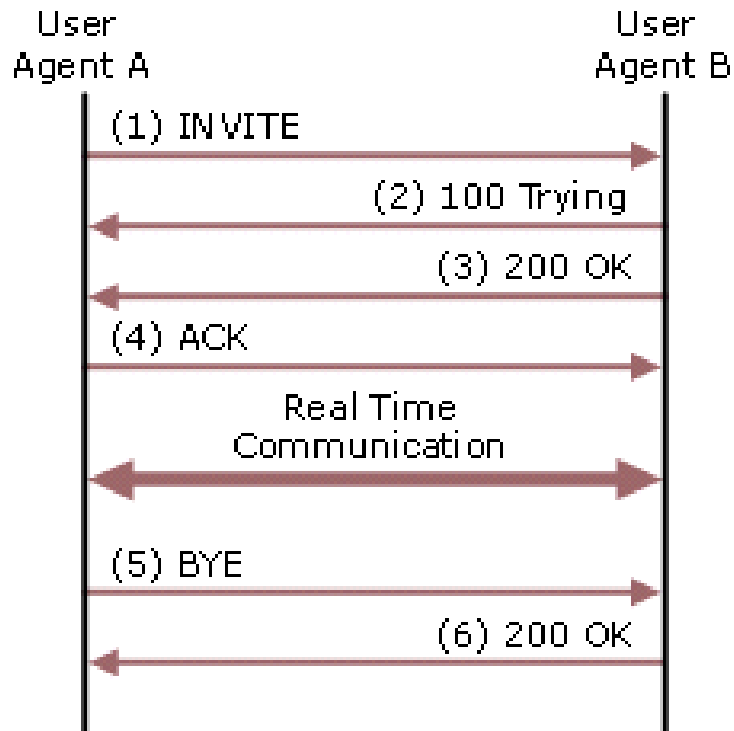 User
Agent A
User
Agent B
(1) INVITE
(2) 100 Trying
(3) 200 OK
(4) ACK
Real Time
Communication
(5) BYE
(6) 200 OK